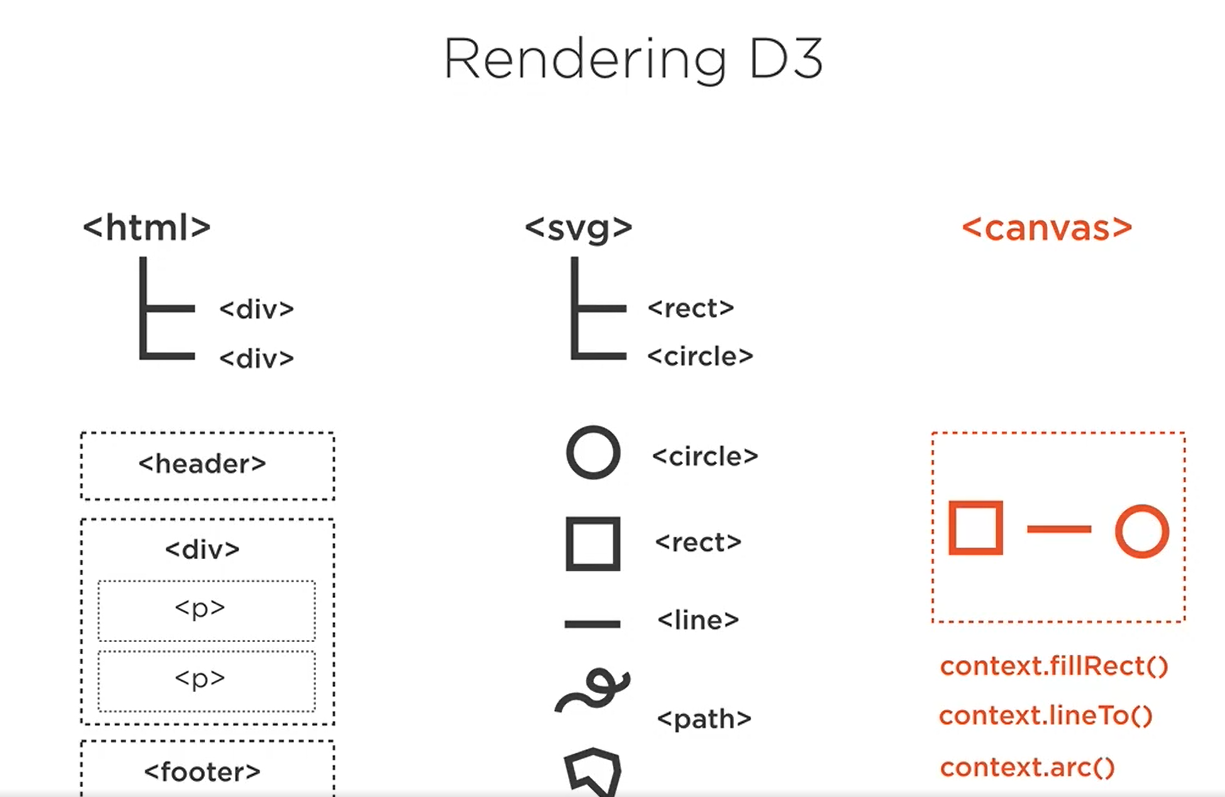 Rendering D3
<html>
<div>
<div>
<header>
<div>
<p>
<p>
<footer>
<svg>
<rect>
<circle>
<circle>
<rect>
<line>
<path>
<canvas>
context.fillRect()
context.lineTo()
context.arc()